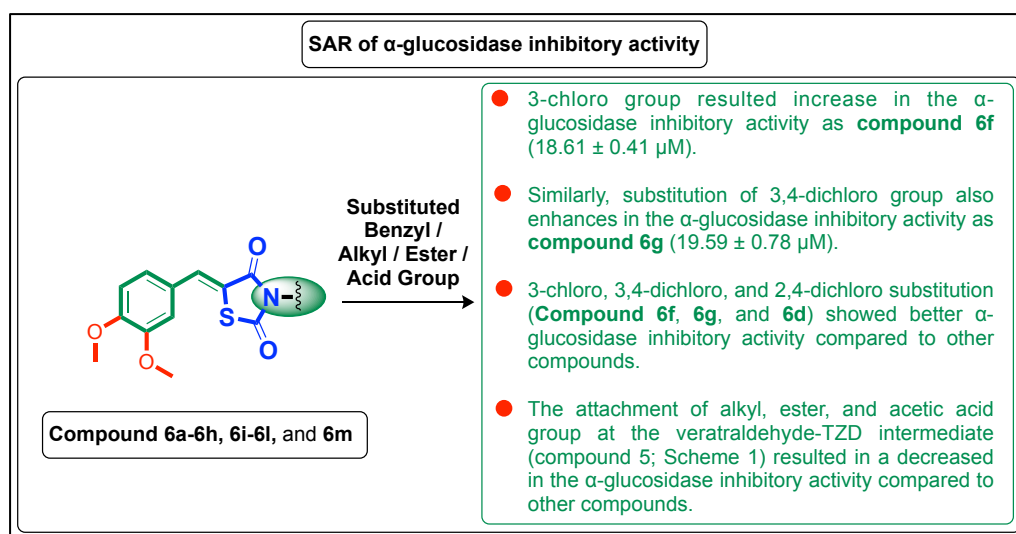 SAR of α-glucosidase inhibitory activity
3-chloro group resulted increase in the α-
glucosidase inhibitory activity as compound 6f
(18.61 ± 0.41 µM).
Similarly, substitution of 3,4-dichloro group also
enhances in the α-glucosidase inhibitory activity as
compound 6g (19.59 ± 0.78 µM).
3-chloro, 3,4-dichloro, and 2,4-dichloro substitution
(Compound 6f, 6g, and 6d) showed better α-
glucosidase inhibitory activity compared to other
compounds.
The attachment of alkyl, ester, and acetic acid
group at the veratraldehyde-TZD intermediate
(compound 5; Scheme 1) resulted in a decreased
in the α-glucosidase inhibitory activity compared to
other compounds.
Substituted
Benzyl /
Alkyl / Ester /
Acid Group
O
N
S
O
O
O
Compound 6a-6h, 6i-6l, and 6m